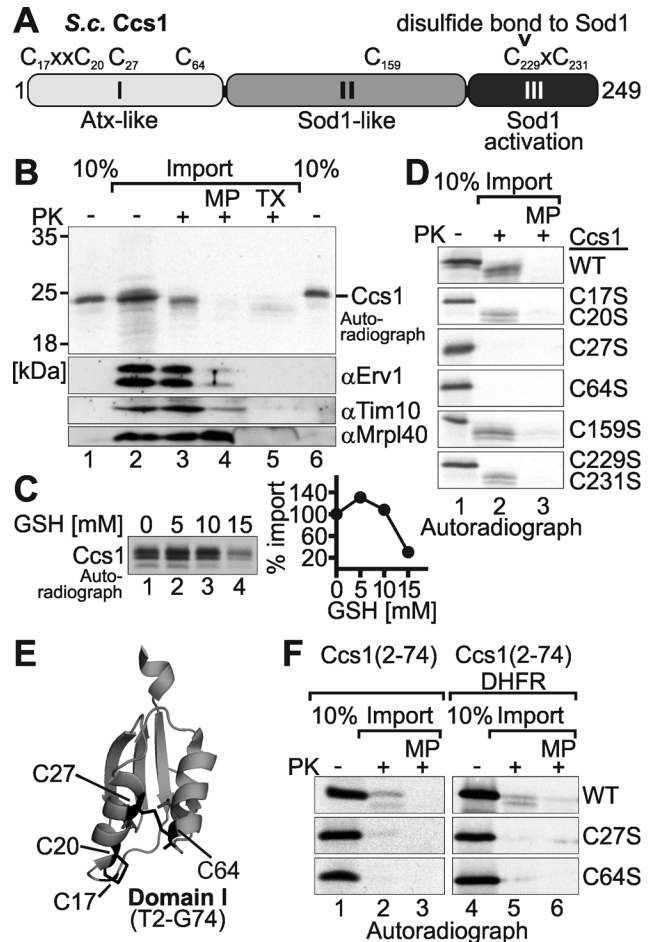 A S.c. Ccs1
disulfide bond to Sod1
C17xxC20 C27 C64 C159 C229xC231
1 I II III 249
Atx-like Sod1-like Sod1
activation
B
10% Import 10%
MP TX
PK - - + + + -
35
25
18
[kDa]
Ccs1
Auto-
radiograph
αErv1
αTim10
αMrpl40
1 2 3 4 5 6
C
GSH [mM] 0 5 10 15
Ccs1
Auto-
radiograph
1 2 3 4
% import
140
100
60
20
0 5 10 15
GSH [mM]
D
10% Import
MP
PK - + + Ccs1
WT
C17S
C20S
C27S
C64S
C159S
C229S
C231S
1 2 3
Autoradiograph
E
C27
C20
C17
C64
Domain I
(T2-G74)
F
Ccs1(2-74) Ccs1(2-74)
DHFR
10% Import 10% Import
MP MP
PK - + + - + +
WT
C27S
C64S
1 2 3 4 5 6
Autoradiograph